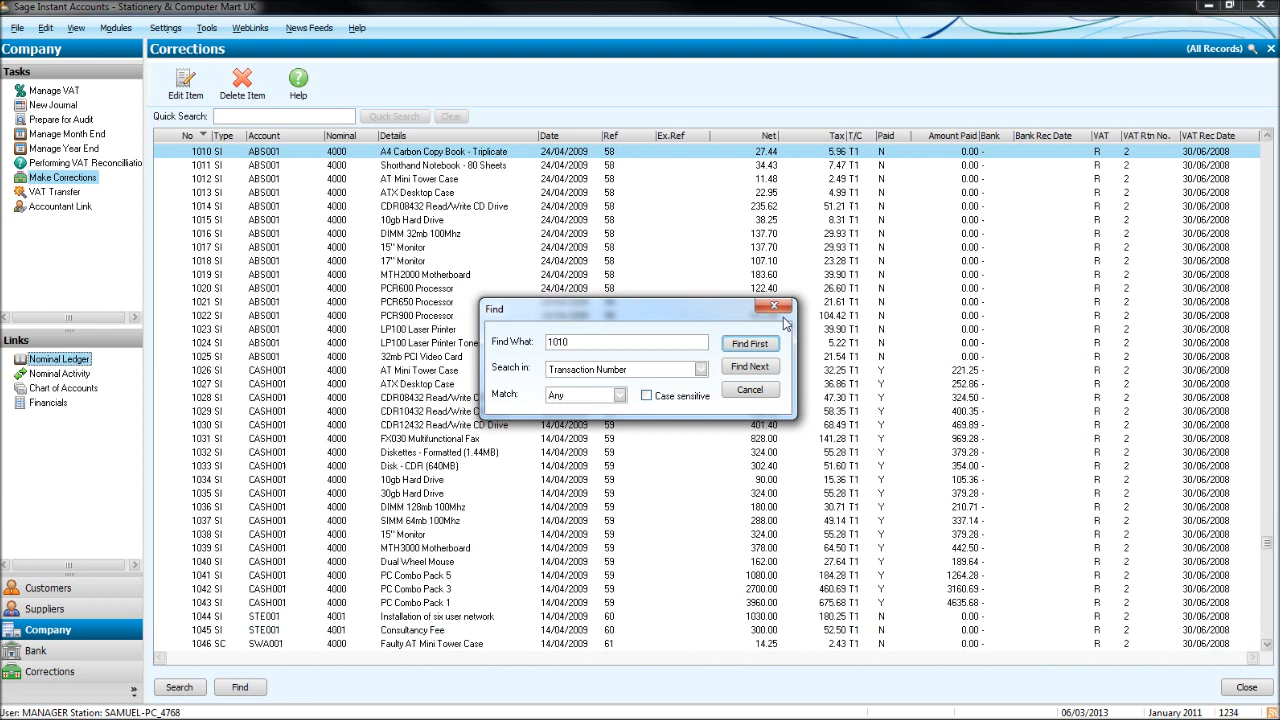 Sage Instant Accounts - Stationery & Computer Mart UK
File Edit View Modules Settings Tools WebLinks News Feeds Help
Company
Corrections
(All Records)
Tasks
Manage VAT
New Journal
Prepare for Audit
Manage Month End
Manage Year End
Performing VAT Reconciliatio
Make Corrections
VAT Transfer
Accountant Link
Links
Nominal Ledger
Nominal Activity
Chart of Accounts
Financials
Customers
Suppliers
Company
Bank
Corrections
Edit Item Delete Item Help
Quick Search: Quick Search Clear
No Type Account Nominal Details Date Ref Ex.Ref Net Tax T/C Paid Amount Paid Bank Bank Rec Date VAT VAT Rtn No. VAT Rec Date
1010 SI ABS001 4000 A4 Carbon Copy Book - Triplicate 24/04/2009 58 27.44 5.96 T1 N 0.00 - R 2 30/06/2008
1011 SI ABS001 4000 Shorthand Notebook - 80 Sheets 24/04/2009 58 34.43 7.47 T1 N 0.00 - R 2 30/06/2008
1012 SI ABS001 4000 AT Mini Tower Case 24/04/2009 58 11.48 2.49 T1 N 0.00 - R 2 30/06/2008
1013 SI ABS001 4000 ATX Desktop Case 24/04/2009 58 22.95 4.99 T1 N 0.00 - R 2 30/06/2008
1014 SI ABS001 4000 CDR08432 Read/Write CD Drive 24/04/2009 58 235.62 51.21 T1 N 0.00 - R 2 30/06/2008
1015 SI ABS001 4000 10gb Hard Drive 24/04/2009 58 38.25 8.31 T1 N 0.00 - R 2 30/06/2008
1016 SI ABS001 4000 DIMM 32mb 100Mhz 24/04/2009 58 137.70 29.90 T1 N 0.00 - R 2 30/06/2008
1017 SI ABS001 4000 15" Monitor 24/04/2009 58 137.70 29.90 T1 N 0.00 - R 2 30/06/2008
1018 SI ABS001 4000 17" Monitor 24/04/2009 58 107.10 23.28 T1 N 0.00 - R 2 30/06/2008
1019 SI ABS001 4000 MTH2000 Motherboard 24/04/2009 58 183.60 39.90 T1 N 0.00 - R 2 30/06/2008
1020 SI ABS001 4000 PCR600 Processor 24/04/2009 58 122.40 26.60 T1 N 0.00 - R 2 30/06/2008
1021 SI ABS001 4000 PCR650 Processor 21.61 T1 N 0.00 - R 2 30/06/2008
1022 SI ABS001 4000 PCR900 Processor 104.42 T1 N 0.00 - R 2 30/06/2008
1023 SI ABS001 4000 LP100 Laser Printer 39.90 T1 N 0.00 - R 2 30/06/2008
1024 SI ABS001 4000 LP100 Laser Printer Tone 5.22 T1 N 0.00 - R 2 30/06/2008
1025 SI ABS001 4000 32mb PCI Video Card 21.54 T1 N 0.00 - R 2 30/06/2008
1026 SI CASH001 4000 AT Mini Tower Case 32.25 T1 Y 221.25 - R 2 30/06/2008
1027 SI CASH001 4000 ATX Desktop Case 36.86 T1 Y 252.86 - R 2 30/06/2008
1028 SI CASH001 4000 CDR08432 Read/Write CD 47.30 T1 Y 324.50 - R 2 30/06/2008
1029 SI CASH001 4000 CDR10432 Read/Write CD 58.35 T1 Y 400.35 - R 2 30/06/2008
1030 SI CASH001 4000 CDR12432 Read/Write CD Drive 14/04/2009 59 401.40 68.49 T1 Y 469.89 - R 2 30/06/2008
1031 SI CASH001 4000 FX030 Multifunctional Fax 14/04/2009 59 828.00 141.28 T1 Y 969.28 - R 2 30/06/2008
1032 SI CASH001 4000 Diskettes - Formatted (1.44MB) 14/04/2009 59 324.00 55.28 T1 Y 379.28 - R 2 30/06/2008
1033 SI CASH001 4000 Disk - CDR (640MB) 14/04/2009 59 302.40 51.60 T1 Y 354.00 - R 2 30/06/2008
1034 SI CASH001 4000 10gb Hard Drive 14/04/2009 59 90.00 15.36 T1 Y 105.36 - R 2 30/06/2008
1035 SI CASH001 4000 30gb Hard Drive 14/04/2009 59 324.00 55.28 T1 Y 379.28 - R 2 30/06/2008
1036 SI CASH001 4000 DIMM 128mb 100Mhz 14/04/2009 59 180.00 30.71 T1 Y 210.71 - R 2 30/06/2008
1037 SI CASH001 4000 SIMM 64mb 100Mhz 14/04/2009 59 288.00 49.14 T1 Y 337.14 - R 2 30/06/2008
1038 SI CASH001 4000 15" Monitor 14/04/2009 59 324.00 55.28 T1 Y 379.28 - R 2 30/06/2008
1039 SI CASH001 4000 MTH3000 Motherboard 14/04/2009 59 378.00 64.50 T1 Y 442.50 - R 2 30/06/2008
1040 SI CASH001 4000 Dual Wheel Mouse 14/04/2009 59 162.00 27.64 T1 Y 189.64 - R 2 30/06/2008
1041 SI CASH001 4000 PC Combo Pack 5 14/04/2009 59 1080.00 184.28 T1 Y 1264.28 - R 2 30/06/2008
1042 SI CASH001 4000 PC Combo Pack 3 14/04/2009 59 2700.00 460.69 T1 Y 3160.69 - R 2 30/06/2008
1043 SI CASH001 4000 PC Combo Pack 1 14/04/2009 59 3960.00 675.68 T1 Y 4635.68 - R 2 30/06/2008
1044 SI STE001 4001 Installation of six user network 14/04/2009 60 1030.00 180.25 T1 N 0.00 - R 2 30/06/2008
1045 SI STE001 4001 Consultancy Fee 14/04/2009 60 300.00 52.50 T1 N 0.00 - R 2 30/06/2008
1046 SC SWA001 4000 Faulty AT Mini Tower Case 14/04/2009 61 14.25 2.43 T1 N 0.00 - R 2 30/06/2008
Find
Find What: 1010 Find First
Search in: Transaction Number Find Next
Match: Any Case sensitive Cancel
Search Find Close
User: MANAGER Station: SAMUEL-PC_4768 06/03/2013 January 2011 1234